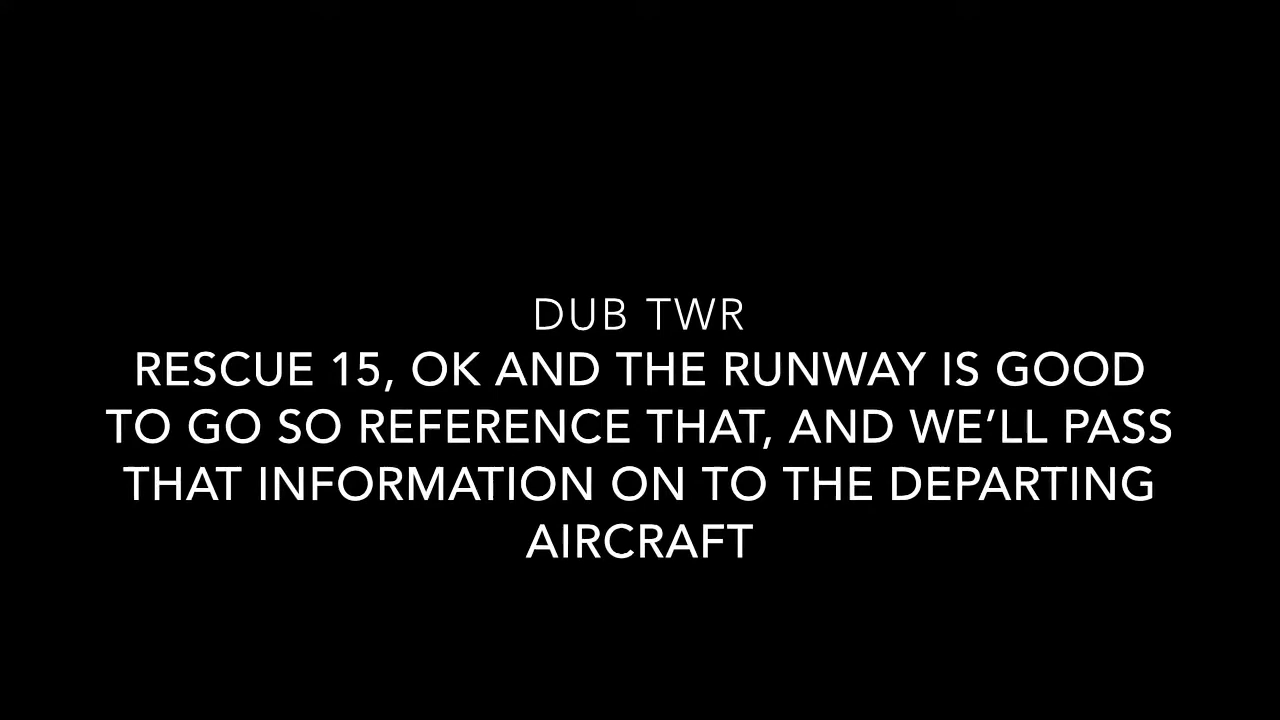 DUB TWR
RESCUE 15, OK AND THE RUNWAY IS GOOD
TO GO SO REFERENCE THAT, AND WE’LL PASS
THAT INFORMATION ON TO THE DEPARTING
AIRCRAFT